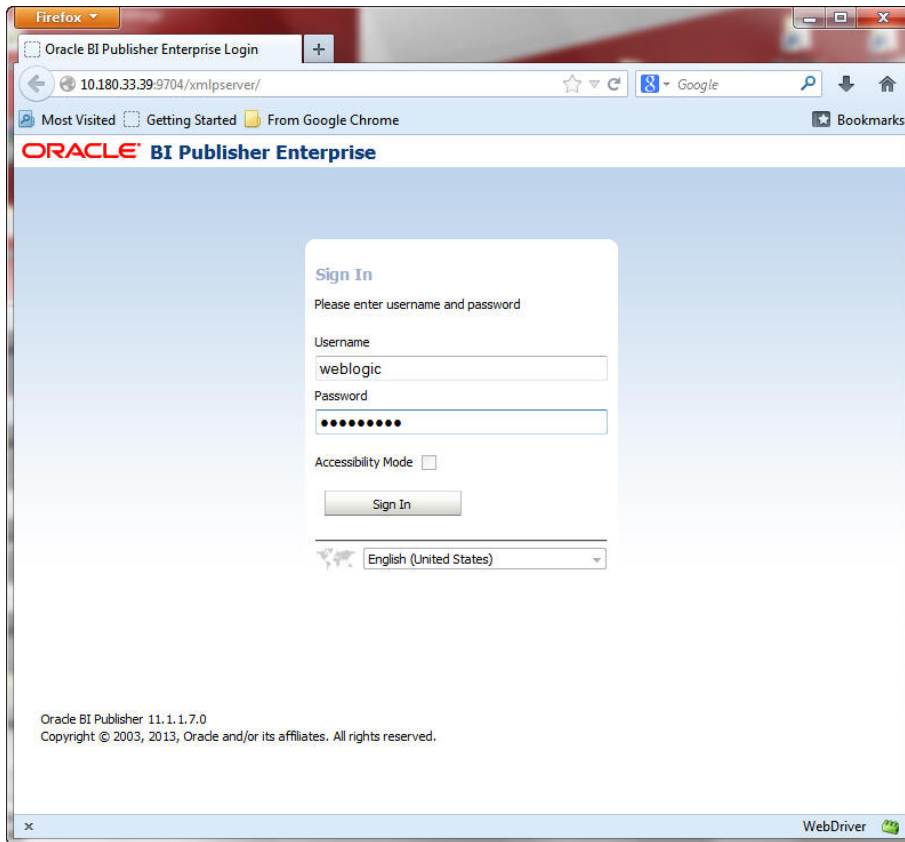 Firefox
Oracle BI Publisher Enterprise Login
+
10.180.33.39:9704/xmlpserver/
8 Google
Most Visited Getting Started From Google Chrome Bookmarks
ORACLE BI Publisher Enterprise
Sign In
Please enter username and password
Username
weblogic
Password
•••••••••
Accessibility Mode
Sign In
English (United States)
Oracle BI Publisher 11.1.1.7.0
Copyright © 2003, 2013, Oracle and/or its affiliates. All rights reserved.
x WebDriver